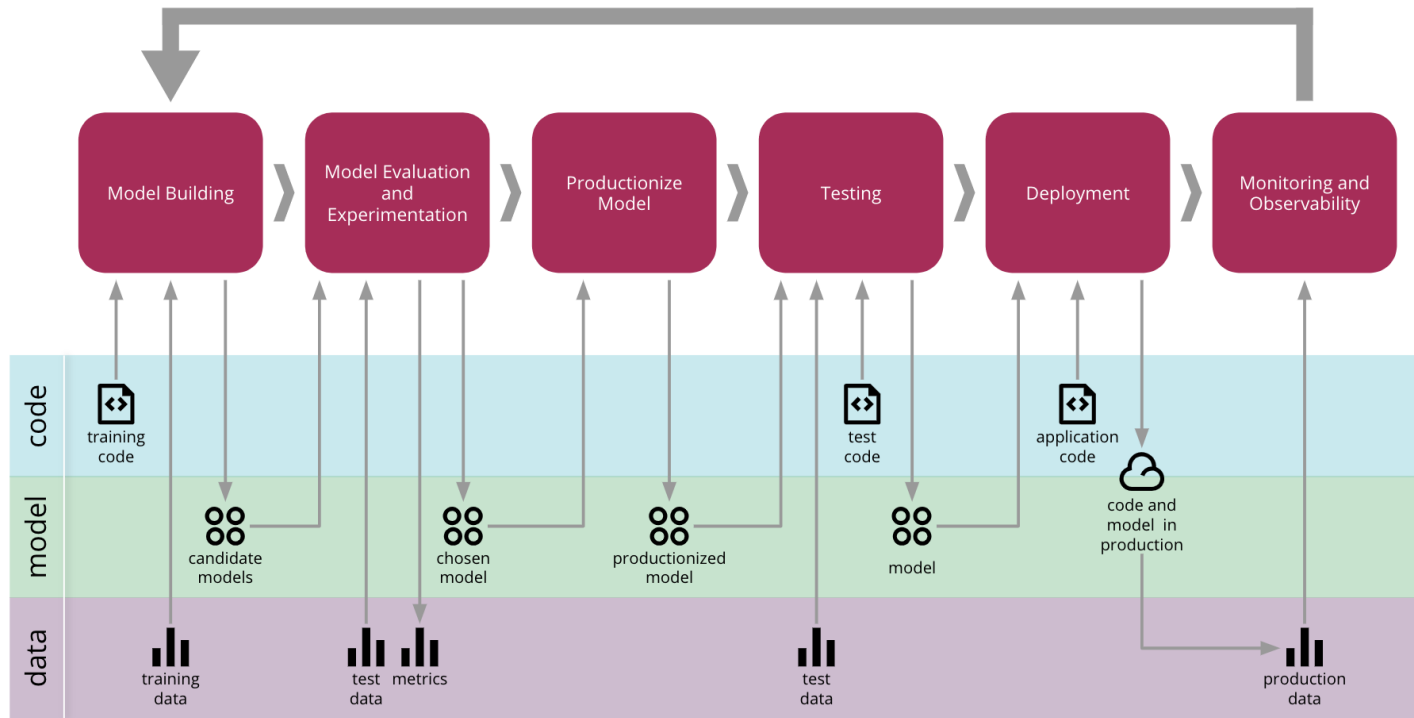 Model Building
Model Evaluation
and
Experimentation
Productionize
Model
Testing
Deployment
Monitoring and
Observability
code
training
code
test
code
application
code
model
candidate
models
chosen
model
productionized
model
model
code and
model in
production
data
training
data
test
data
metrics
test
data
production
data